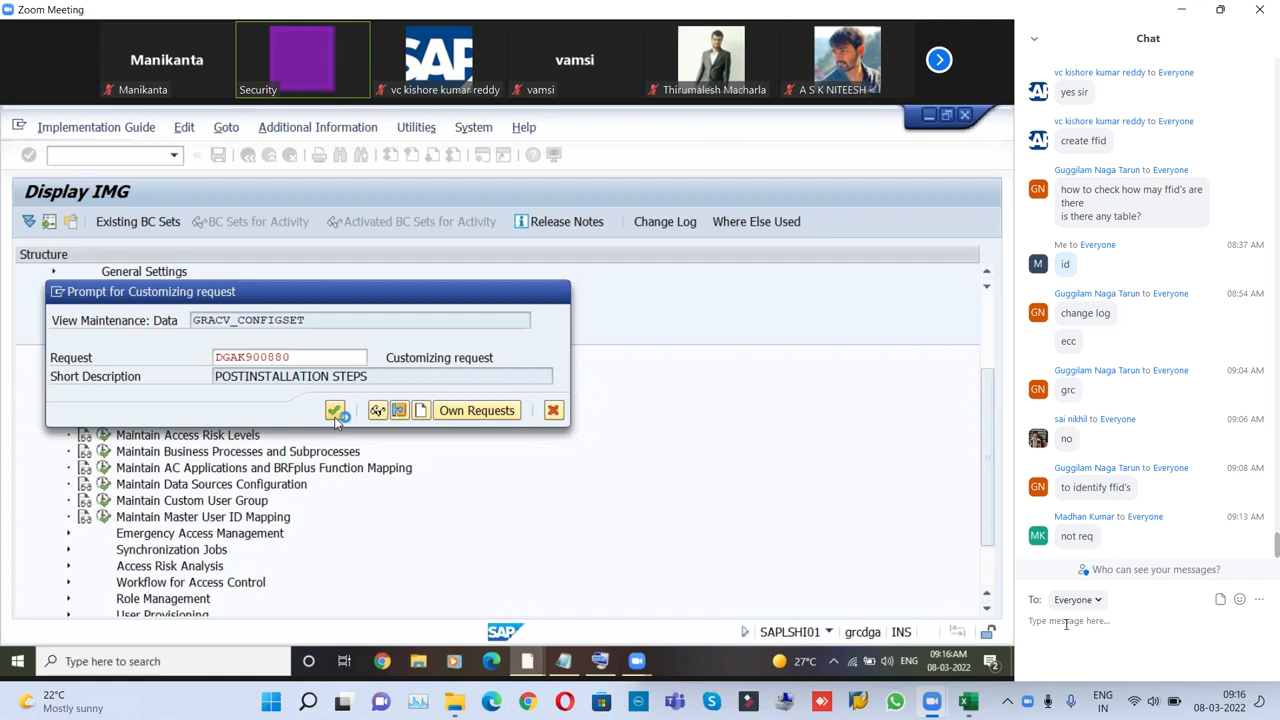 Zoom Meeting
Manikanta
vamsi
Manikanta
Security
vc kishore kumar reddy
vamsi
Thirumalesh Macharla
A S K NITEESH
Implementation Guide Edit Goto Additional Information Utilities System Help
Display IMG
Existing BC Sets BC Sets for Activity Activated BC Sets for Activity Release Notes Change Log Where Else Used
Structure
General Settings
Prompt for Customizing request
View Maintenance: Data GRACV_CONFIGSET
Request DGAK900880 Customizing request
Short Description POSTINSTALLATION STEPS
Own Requests
Maintain Access Risk Levels
Maintain Business Processes and Subprocesses
Maintain AC Applications and BRFplus Function Mapping
Maintain Data Sources Configuration
Maintain Custom User Group
Maintain Master User ID Mapping
Emergency Access Management
Synchronization Jobs
Access Risk Analysis
Workflow for Access Control
Role Management
User Provisioning
SAP
SAPLSHI01 grcdga INS
Type here to search
27°C ENG 09:16AM 08-03-2022 2
Chat
vc kishore kumar reddy to Everyone
yes sir
vc kishore kumar reddy to Everyone
create ffid
Guggilam Naga Tarun to Everyone
GN
how to check how may ffid's are
there
is there any table?
Me to Everyone 08:37 AM
M
id
Guggilam Naga Tarun to Everyone 08:54 AM
GN
change log
ecc
Guggilam Naga Tarun to Everyone 09:04 AM
GN
grc
sai nikhil to Everyone 09:06 AM
no
Guggilam Naga Tarun to Everyone 09:08 AM
GN
to identify ffid's
Madhan Kumar to Everyone 09:13 AM
MK
not req
Who can see your messages?
To: Everyone
Type message here...
22°C
Mostly sunny
ENG
IN
09:16
08-03-2022